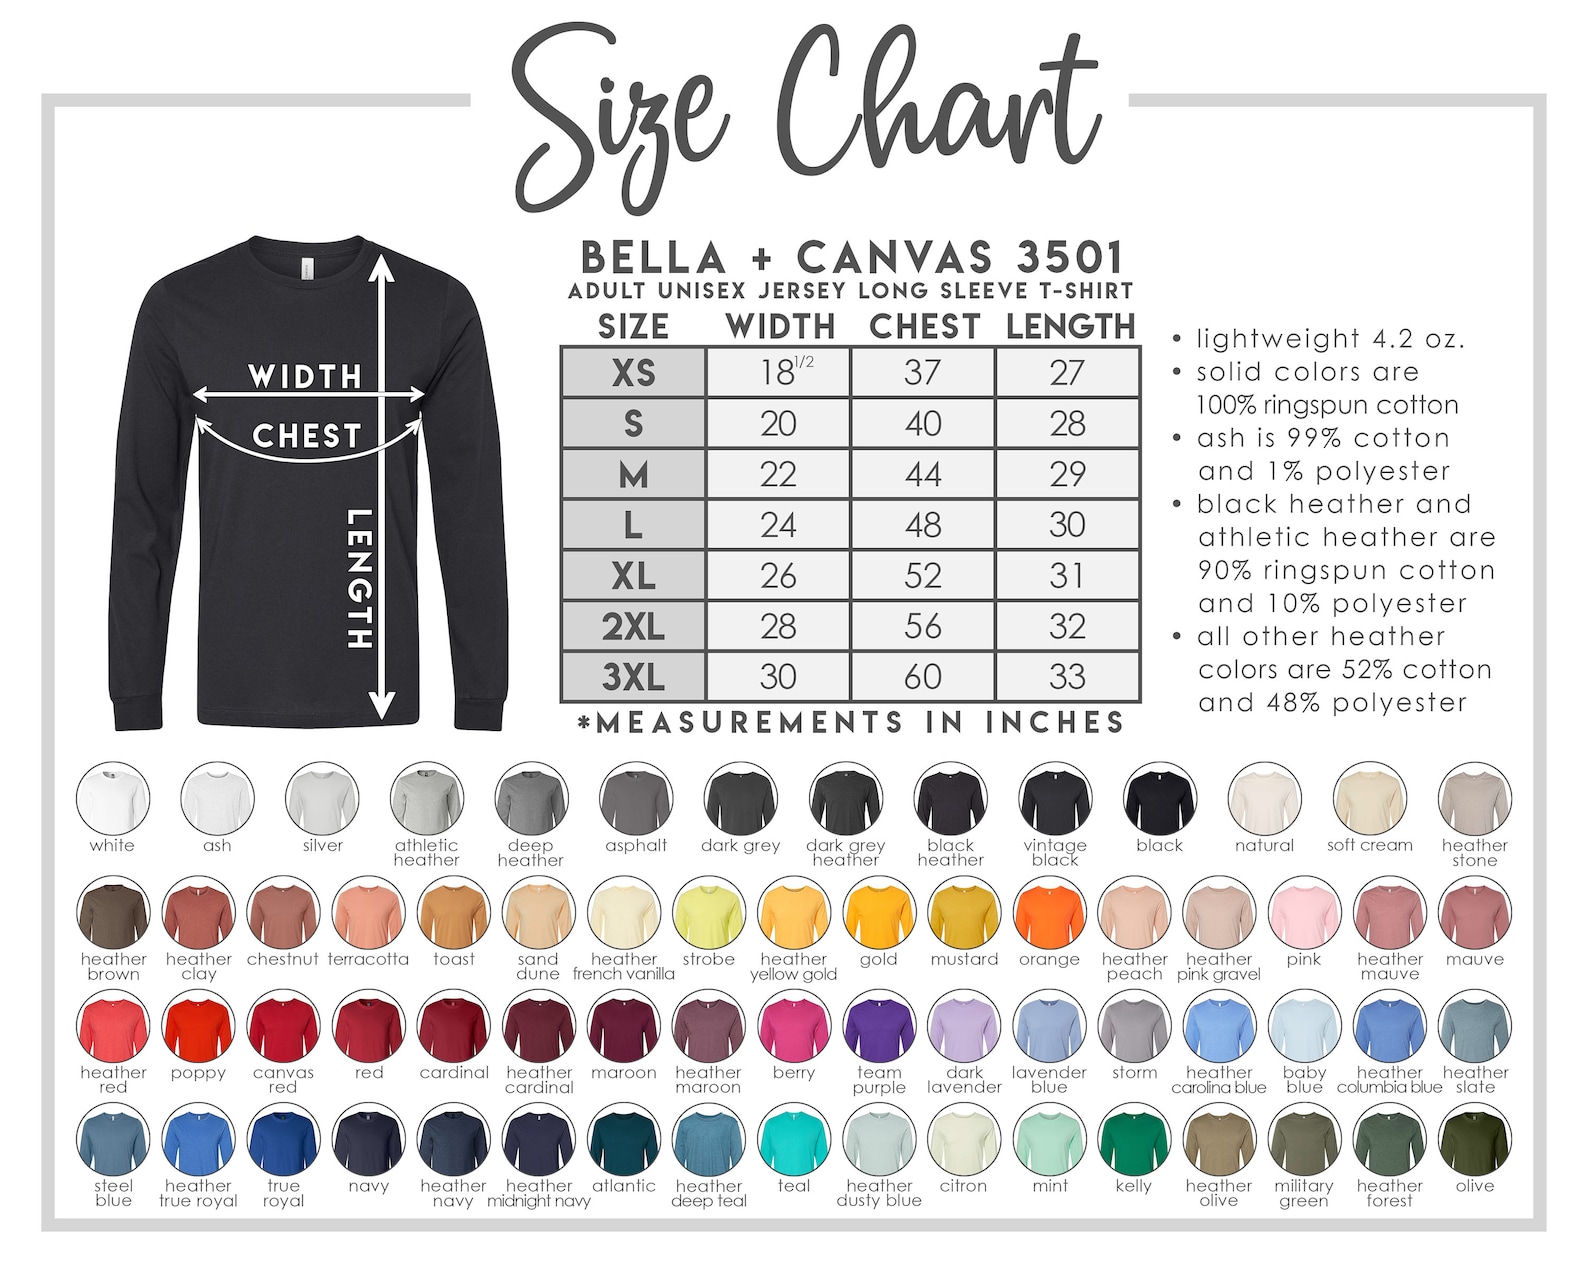 Size Chart
BELLA + CANVAS 3501
ADULT UNISEX JERSEY LONG SLEEVE T-SHIRT
SIZE WIDTH CHEST LENGTH
XS 18 1/2 37 27
S 20 40 28
M 22 44 29
L 24 48 30
XL 26 52 31
2XL 28 56 32
3XL 30 60 33
*MEASUREMENTS IN INCHES
WIDTH
CHEST
LENGTH
• lightweight 4.2 oz.
• solid colors are
100% ringspun cotton
• ash is 99% cotton
and 1% polyester
• black heather and
athletic heather are
90% ringspun cotton
and 10% polyester
• all other heather
colors are 52% cotton
and 48% polyester
white
ash
silver
athletic
heather
deep
heather
asphalt
dark grey
dark grey
heather
black
heather
vintage
black
black
natural
soft cream
heather
stone
heather
brown
heather
clay
chestnut
terracotta
toast
sand
dune
heather
french vanilla
strobe
heather
yellow gold
gold
mustard
orange
heather
peach
heather
pink gravel
pink
heather
mauve
mauve
heather
red
poppy
canvas
red
red
cardinal
heather
cardinal
maroon
heather
maroon
berry
team
purple
dark
lavender
lavender
blue
storm
heather
carolina blue
baby
blue
heather
columbia blue
heather
slate
steel
blue
heather
true royal
true
royal
navy
heather
navy
heather
midnight navy
atlantic
heather
deep teal
teal
heather
dusty blue
citron
mint
kelly
heather
olive
military
green
heather
forest
olive